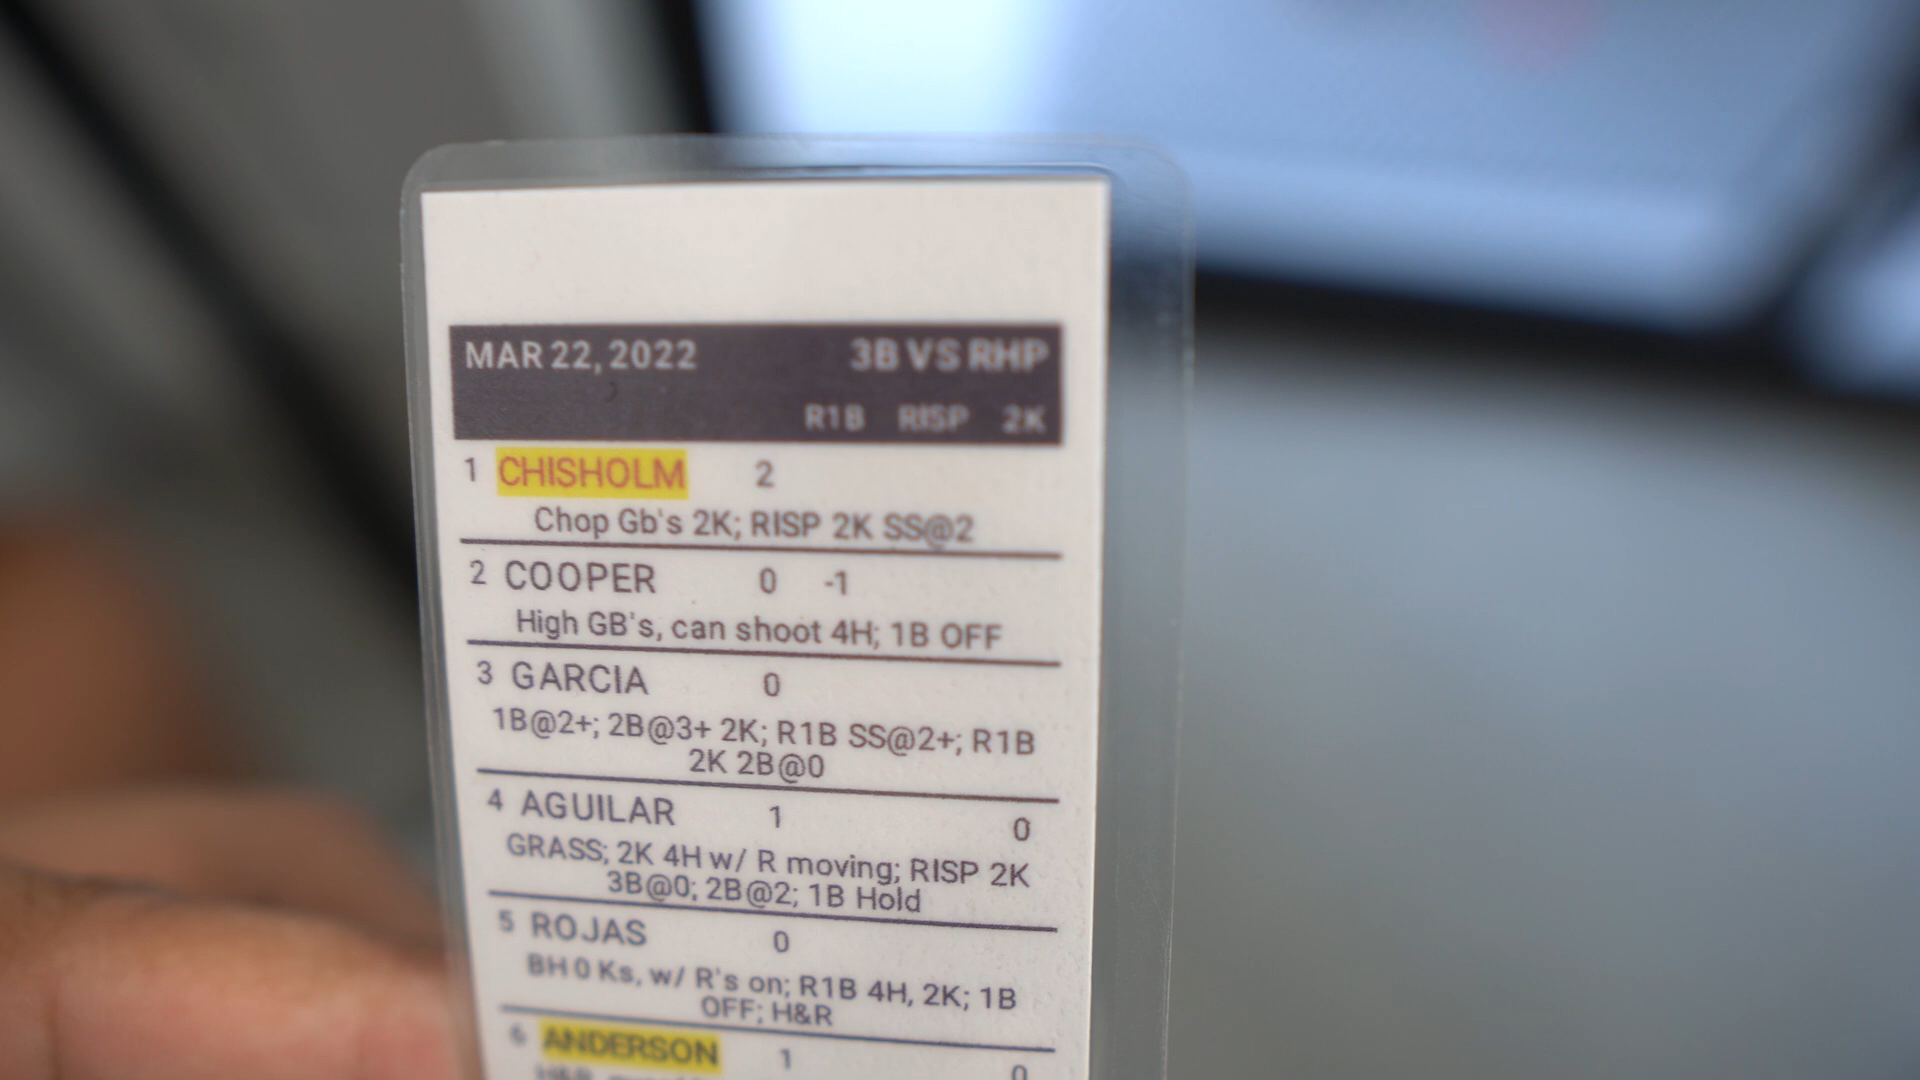 MAR 22, 2022 3B VS RHP
R1B RISP 2K
1 CHISHOLM 2
Chop Gb's 2K; RISP 2K SS@2
2 COOPER 0 -1
High GB's, can shoot 4H; 1B OFF
3 GARCIA 0
1B@2+; 2B@3+ 2K; R1B SS@2+; R1B
2K 2B@0
4 AGUILAR 1 0
GRASS; 2K 4H w/ R moving; RISP 2K
3B@0; 2B@2; 1B Hold
5 ROJAS 0
BH 0 Ks, w/ R's on; R1B 4H, 2K; 1B
OFF; H&R
6 ANDERSON 1 0